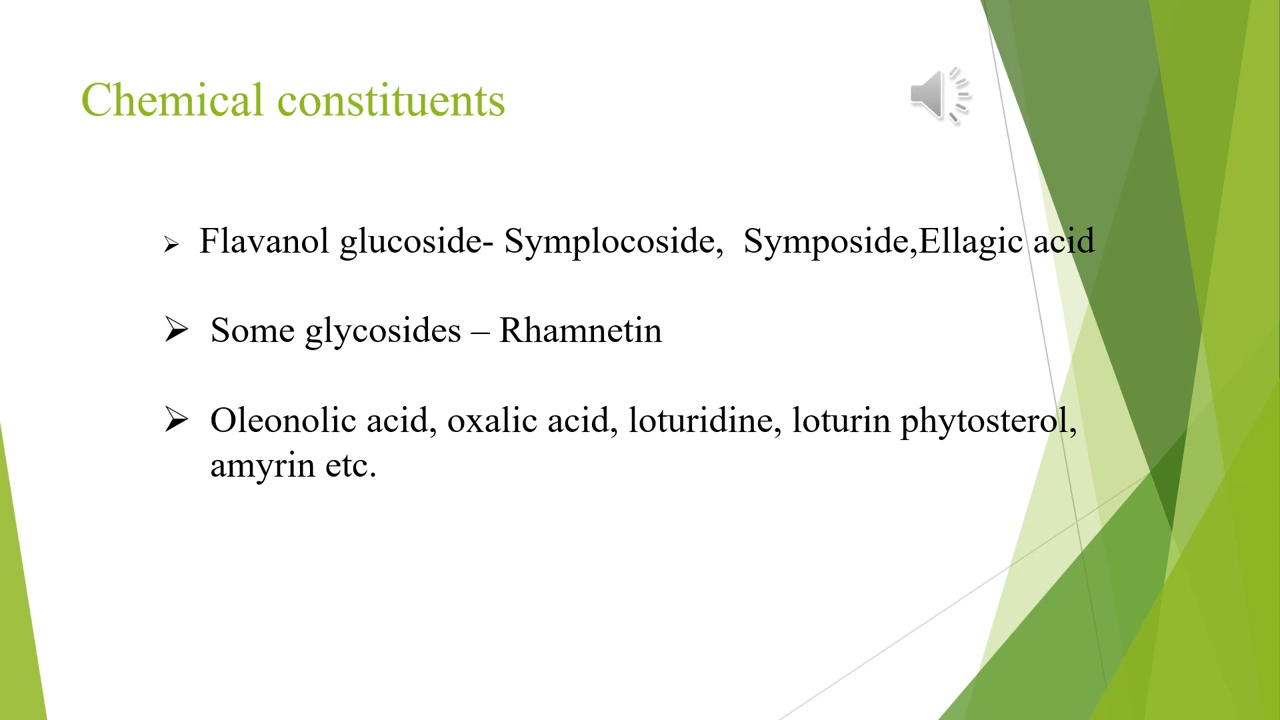 Chemical constituents
➢ Flavanol glucoside- Symplocoside,  Symposide,Ellagic acid
➢ Some glycosides – Rhamnetin
➢ Oleonolic acid, oxalic acid, loturidine, loturin phytosterol,
amyrin etc.